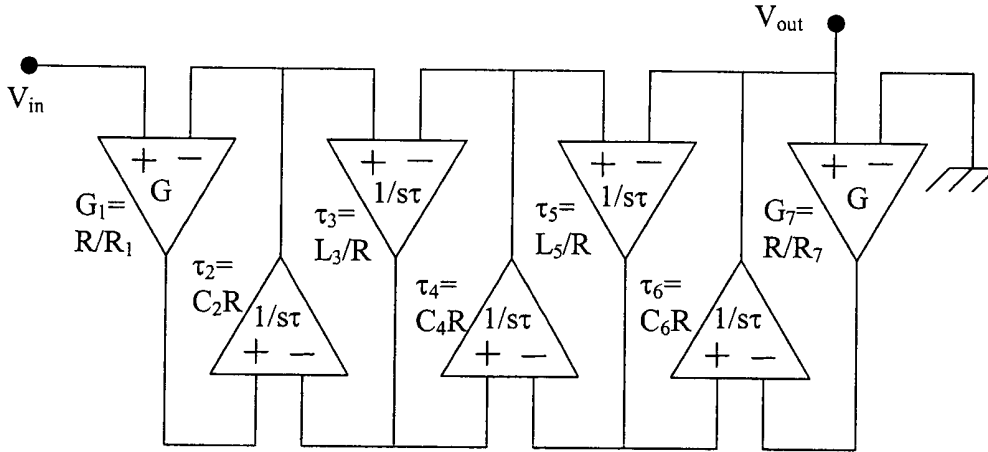 V_out
V_in
+ − G
+ − 1/sτ
+ − 1/sτ
+ − G
G₁=
R/R₁
τ₃=
L₃/R
τ₅=
L₅/R
G₇=
R/R₇
τ₂=
C₂R
τ₄=
C₄R
τ₆=
C₆R
1/sτ + −
1/sτ + −
1/sτ + −